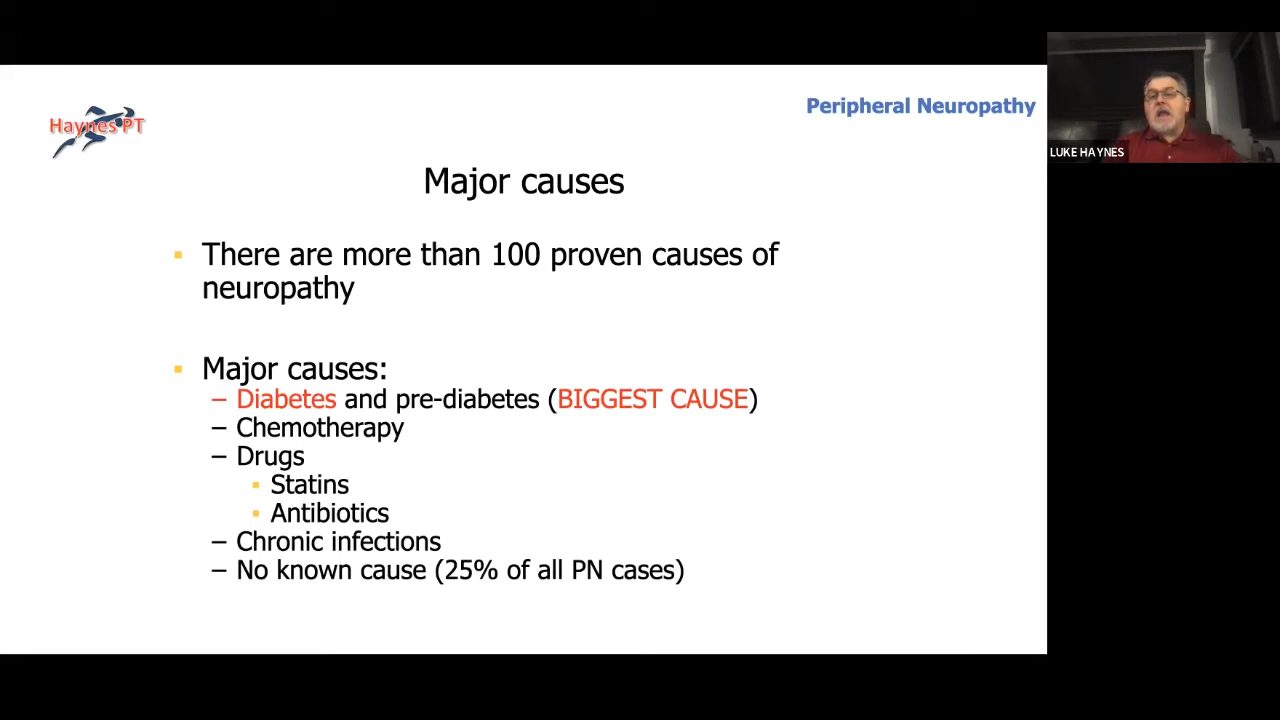 Haynes PT
Peripheral Neuropathy
LUKE HAYNES
Major causes
▪ There are more than 100 proven causes of
neuropathy
▪ Major causes:
– Diabetes and pre-diabetes (BIGGEST CAUSE)
– Chemotherapy
– Drugs
▪ Statins
▪ Antibiotics
– Chronic infections
– No known cause (25% of all PN cases)